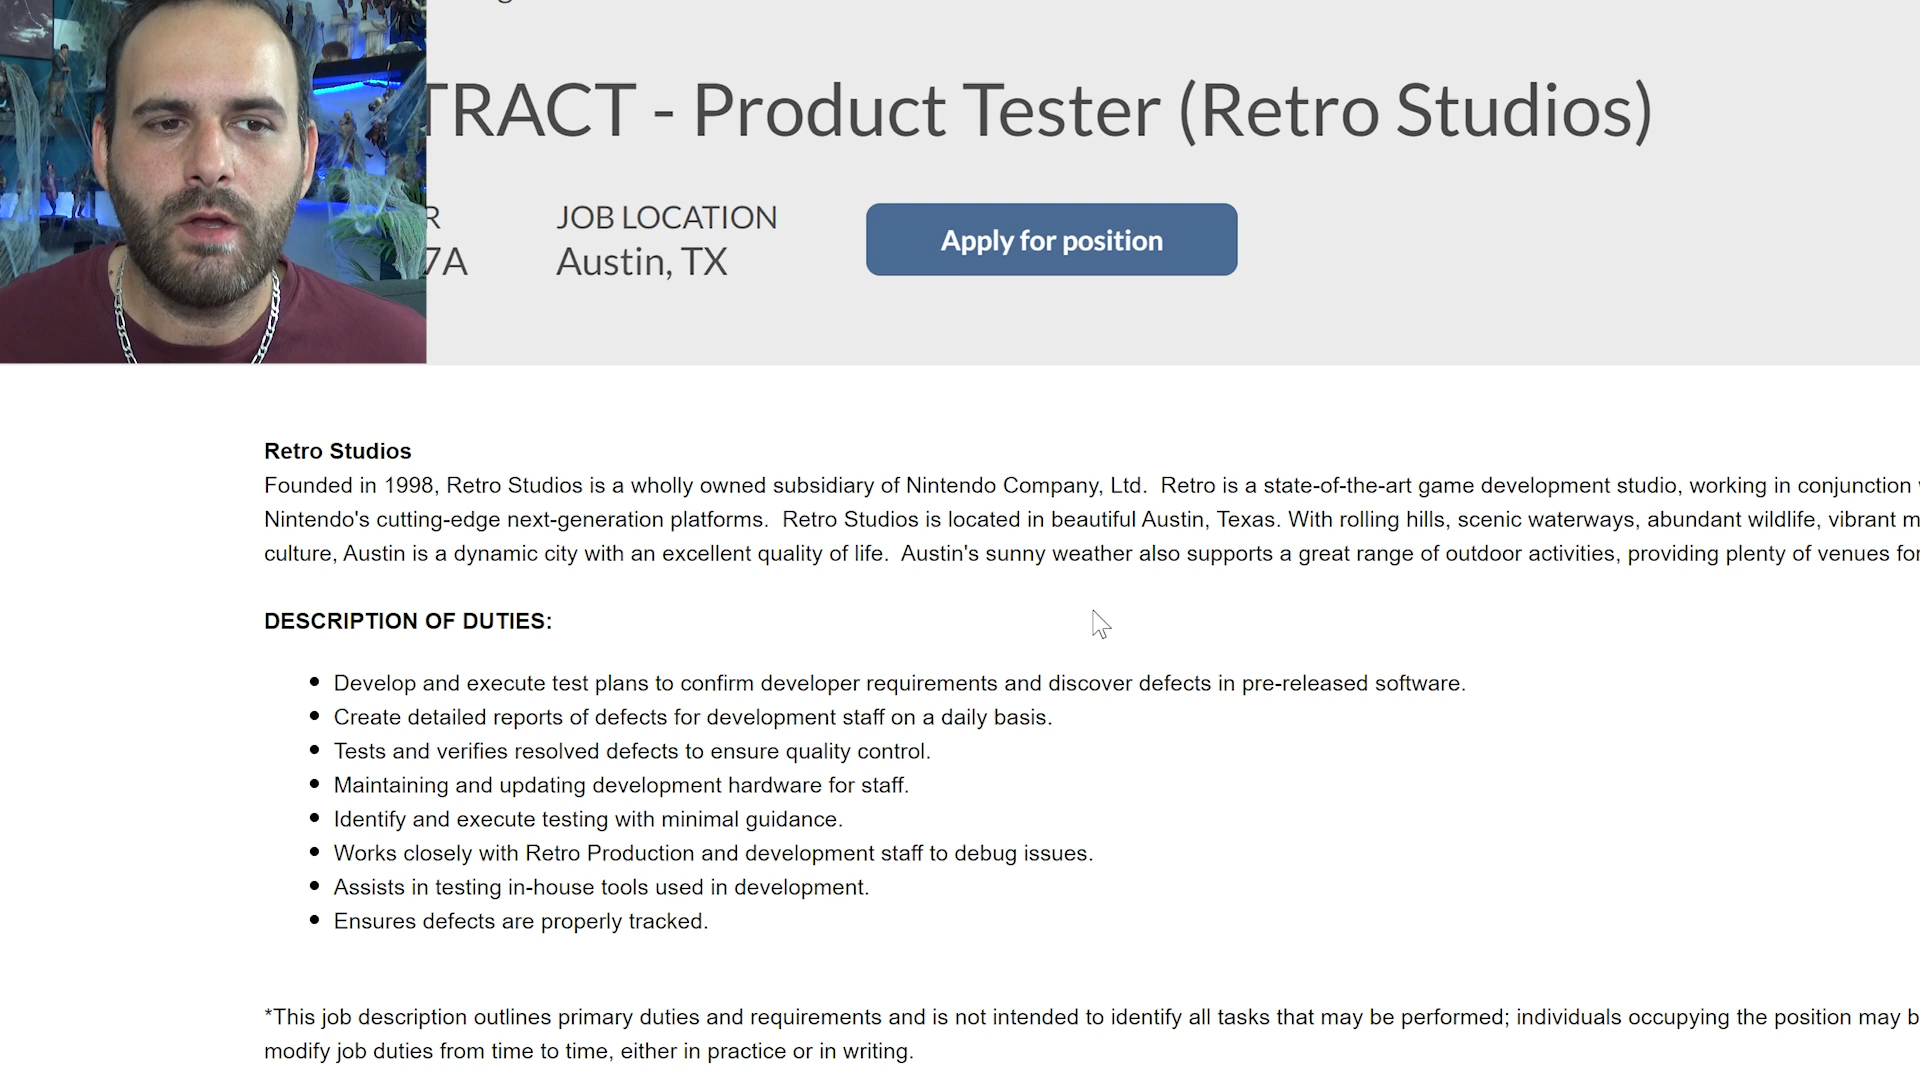 TRACT - Product Tester (Retro Studios)
R
JOB LOCATION
7A
Austin, TX
Apply for position
Retro Studios
Founded in 1998, Retro Studios is a wholly owned subsidiary of Nintendo Company, Ltd.  Retro is a state-of-the-art game development studio, working in conjunction
Nintendo's cutting-edge next-generation platforms.  Retro Studios is located in beautiful Austin, Texas. With rolling hills, scenic waterways, abundant wildlife, vibrant m
culture, Austin is a dynamic city with an excellent quality of life.  Austin's sunny weather also supports a great range of outdoor activities, providing plenty of venues for
DESCRIPTION OF DUTIES:
• Develop and execute test plans to confirm developer requirements and discover defects in pre-released software.
• Create detailed reports of defects for development staff on a daily basis.
• Tests and verifies resolved defects to ensure quality control.
• Maintaining and updating development hardware for staff.
• Identify and execute testing with minimal guidance.
• Works closely with Retro Production and development staff to debug issues.
• Assists in testing in-house tools used in development.
• Ensures defects are properly tracked.
*This job description outlines primary duties and requirements and is not intended to identify all tasks that may be performed; individuals occupying the position may b
modify job duties from time to time, either in practice or in writing.